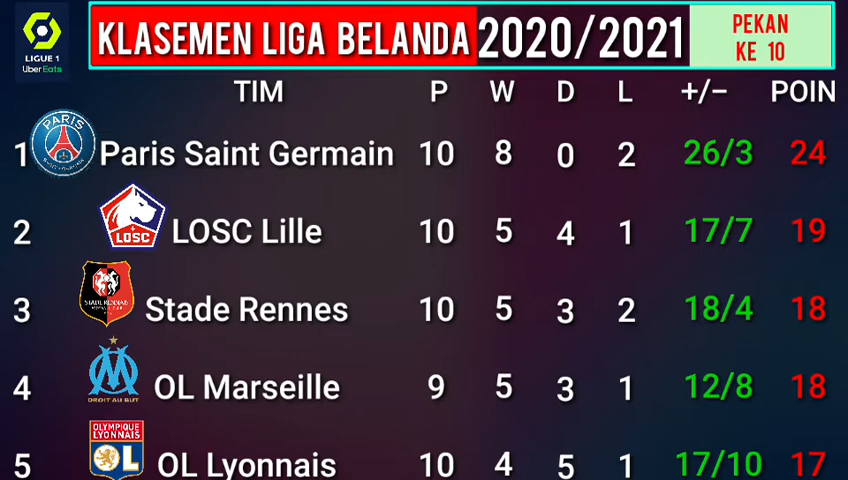 LIGUE 1
Uber Eats
KLASEMEN LIGA BELANDA 2020/2021
PEKAN
KE 10
TIM P W D L +/− POIN
1 PARIS Paris Saint Germain 10 8 0 2 26/3 24
2 LOSC LOSC Lille 10 5 4 1 17/7 19
3 Stade Rennes 10 5 3 2 18/4 18
4 DROIT AU BUT OL Marseille 9 5 3 1 12/8 18
OLYMPIQUE
LYONNAIS
5 OL OL Lyonnais 10 4 5 1 17/10 17